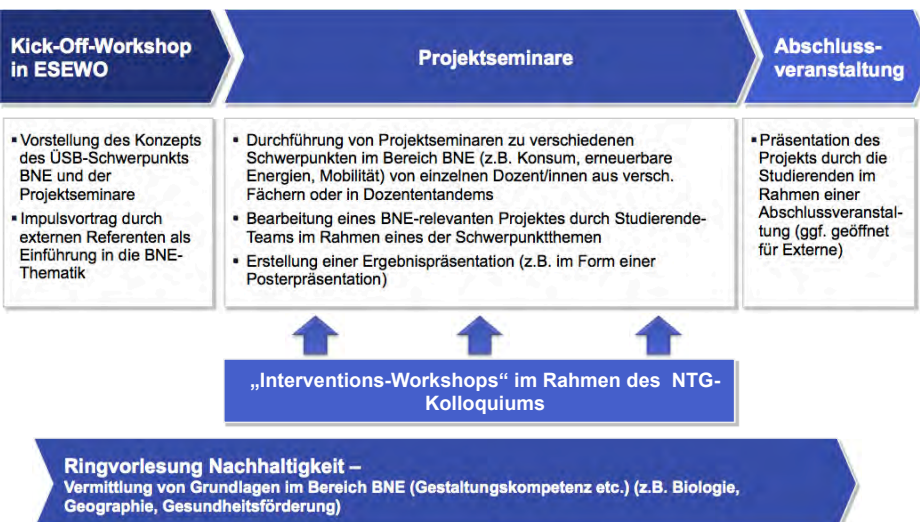 Kick-Off-Workshop
in ESEWO
Projektseminare
Abschluss-
veranstaltung
▪ Vorstellung des Konzepts
des ÜSB-Schwerpunkts
BNE und der
Projektseminare
▪ Impulsvortrag durch
externen Referenten als
Einführung in die BNE-
Thematik
▪ Durchführung von Projektseminaren zu verschiedenen
Schwerpunkten im Bereich BNE (z.B. Konsum, erneuerbare
Energien, Mobilität) von einzelnen Dozent/innen aus versch.
Fächern oder in Dozententandems
▪ Bearbeitung eines BNE-relevanten Projektes durch Studierende-
Teams im Rahmen eines der Schwerpunktthemen
▪ Erstellung einer Ergebnispräsentation (z.B. im Form einer
Posterpräsentation)
▪ Präsentation des
Projekts durch die
Studierenden im
Rahmen einer
Abschlussveranstal-
tung (ggf. geöffnet
für Externe)
„Interventions-Workshops“ im Rahmen des NTG-
Kolloquiums
Ringvorlesung Nachhaltigkeit –
Vermittlung von Grundlagen im Bereich BNE (Gestaltungskompetenz etc.) (z.B. Biologie,
Geographie, Gesundheitsförderung)